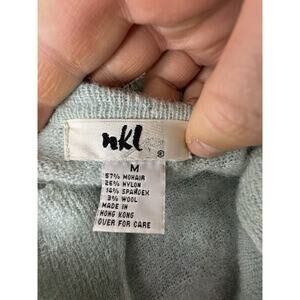 nkl
®
M
57% MOHAIR
26% NYLON
14% SPANDEX
3% WOOL
MADE IN
HONG KONG
OVER FOR CARE